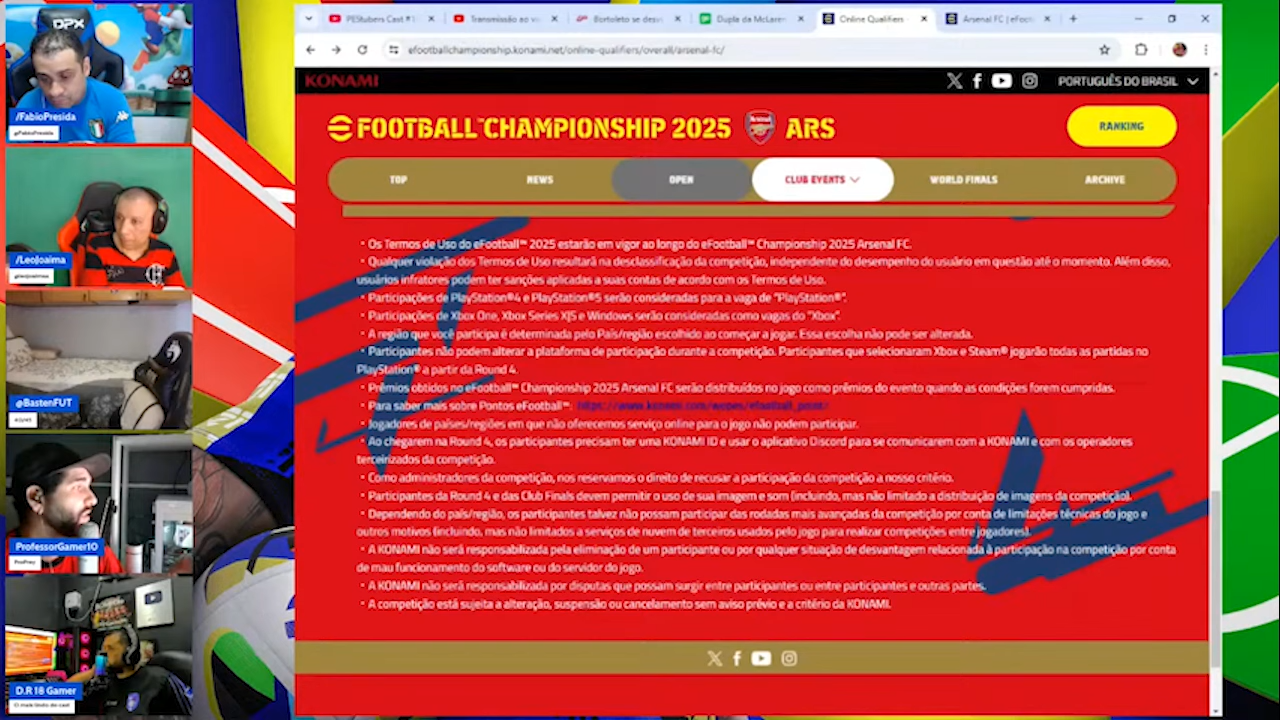 PEStubers Cast #1
Transmissão ao vi
Bortoleto se des
Dupla da McLaren
Online Qualifiers
Arsenal FC | eFoot
efootballchampionship.konami.net/online-qualifiers/overall/arsenal-fc/
KONAMI
PORTUGUÊS DO BRASIL
FOOTBALL™ CHAMPIONSHIP 2025
Arsenal
ARS
RANKING
TOP
NEWS
OPEN
CLUB EVENTS
WORLD FINALS
ARCHIVE
・Os Termos de Uso do eFootball™ 2025 estarão em vigor ao longo do eFootball™ Championship 2025 Arsenal FC.
・Qualquer violação dos Termos de Uso resultará na desclassificação da competição, independente do desempenho do usuário em questão até o momento. Além disso,
usuários infratores podem ter sanções aplicadas a suas contas de acordo com os Termos de Uso.
・Participações de PlayStation®4 e PlayStation®5 serão consideradas para a vaga de "PlayStation®".
・Participações de Xbox One, Xbox Series X|S e Windows serão consideradas como vagas do "Xbox".
・A região que você participa é determinada pelo País/região escolhido ao começar a jogar. Essa escolha não pode ser alterada.
・Participantes não podem alterar a plataforma de participação durante a competição. Participantes que selecionaram Xbox e Steam® jogarão todas as partidas no
PlayStation® a partir da Round 4.
・Prêmios obtidos no eFootball™ Championship 2025 Arsenal FC serão distribuídos no jogo como prêmios do evento quando as condições forem cumpridas.
・Para saber mais sobre Pontos eFootball™: https://www.konami.com/wepes/efootball_point/
・Jogadores de países/regiões em que não oferecemos serviço online para o jogo não podem participar.
・Ao chegarem na Round 4, os participantes precisam ter uma KONAMI ID e usar o aplicativo Discord para se comunicarem com a KONAMI e com os operadores
terceirizados da competição.
・Como administradores da competição, nos reservamos o direito de recusar a participação da competição a nosso critério.
・Participantes da Round 4 e das Club Finals devem permitir o uso de sua imagem e som (incluindo, mas não limitado a distribuição de imagens da competição).
・Dependendo do país/região, os participantes talvez não possam participar das rodadas mais avançadas da competição por conta de limitações técnicas do jogo e
outros motivos (incluindo, mas não limitados a serviços de nuvem de terceiros usados pelo jogo para realizar competições entre jogadores).
・A KONAMI não será responsabilizada pela eliminação de um participante ou por qualquer situação de desvantagem relacionada à participação na competição por conta
de mau funcionamento do software ou do servidor do jogo.
・A KONAMI não será responsabilizada por disputas que possam surgir entre participantes ou entre participantes e outras partes.
・A competição está sujeita a alteração, suspensão ou cancelamento sem aviso prévio e a critério da KONAMI.
DPX
/FabioPresida
@FabioPresida
/LeoJoaima
@leojoaimax
@BastenFUT
ProfessorGamer10
ProPrey
D.R18 Gamer
O mais lindo do cast